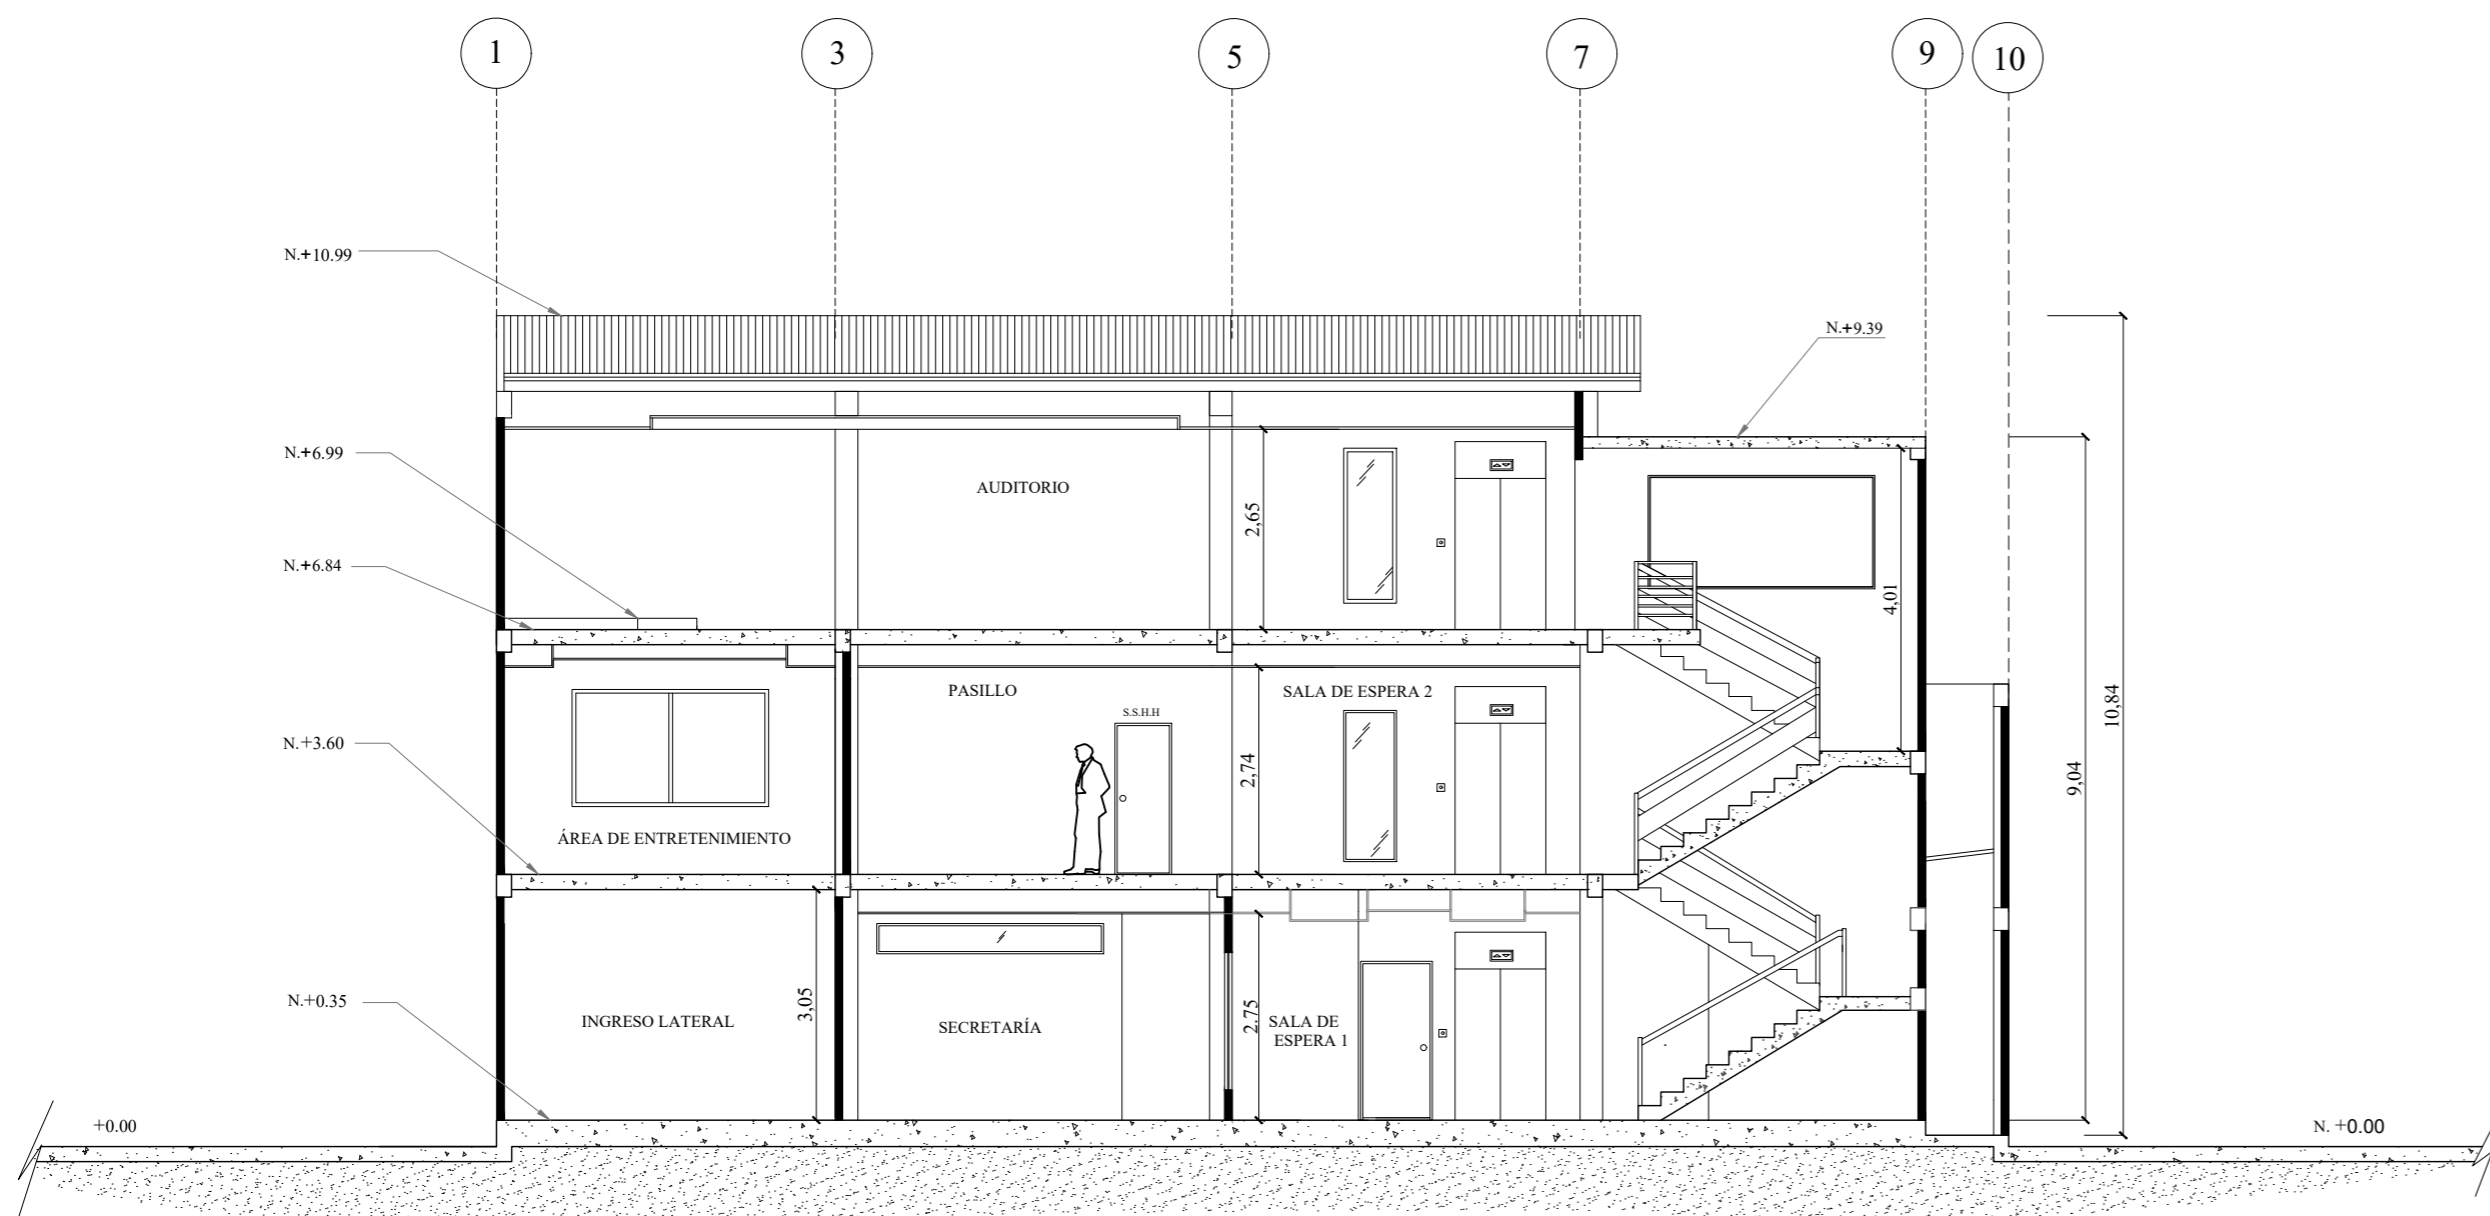 1
3
5
7
9
10
N.+10.99
N.+9.39
N.+6.99
AUDITORIO
2,65
N.+6.84
4,01
PASILLO
SALA DE ESPERA 2
S.S.H.H
10,84
N.+3.60
2,74
9,04
ÁREA DE ENTRETENIMIENTO
N.+0.35
3,05
INGRESO LATERAL
SECRETARÍA
2.75
SALA DE
ESPERA 1
+0.00
N. +0.00